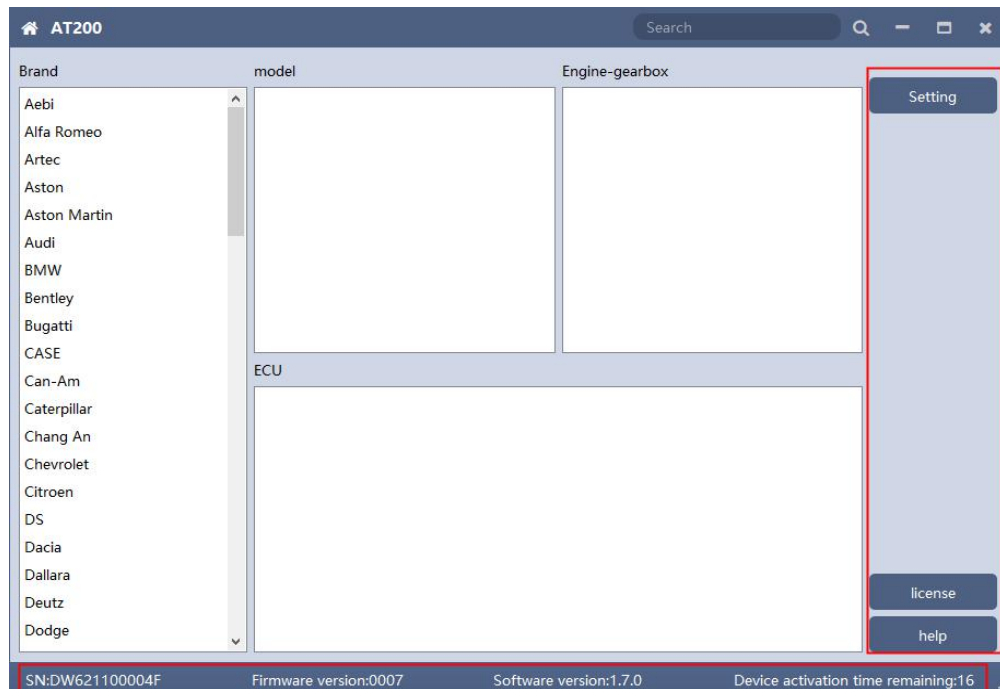 AT200
Search
Brand
model
Engine-gearbox
Aebi
Alfa Romeo
Artec
Aston
Aston Martin
Audi
BMW
Bentley
Bugatti
CASE
Can-Am
Caterpillar
Chang An
Chevrolet
Citroen
DS
Dacia
Dallara
Deutz
Dodge
ECU
Setting
license
help
SN:DW621100004F Firmware version:0007 Software version:1.7.0 Device activation time remaining:16